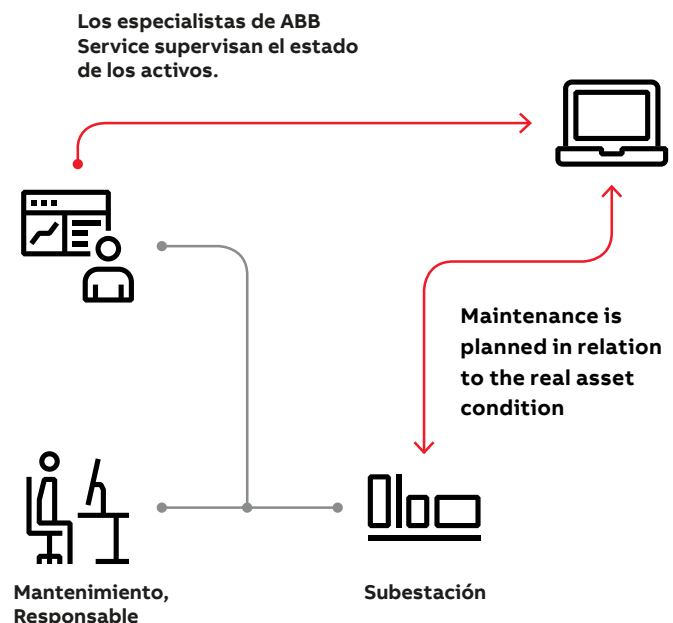 Los especialistas de ABB
Service supervisan el estado
de los activos.
Maintenance is
planned in relation
to the real asset
condition
Mantenimiento,
Responsable
Subestación